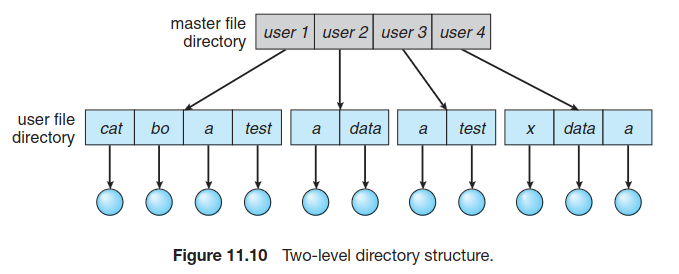 master file
directory
user 1 user 2 user 3 user 4
user file
directory
cat bo a test a data a test x data a
Figure 11.10 Two-level directory structure.